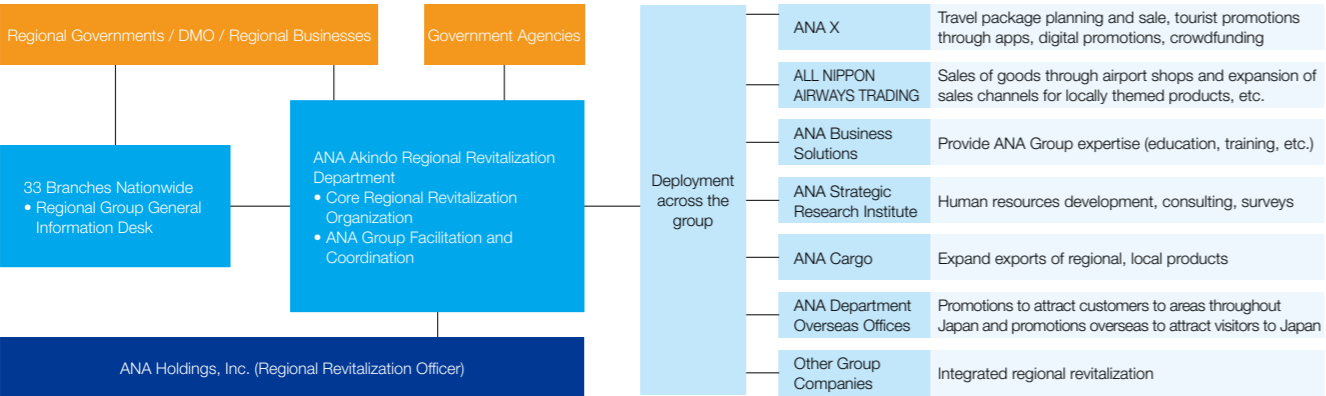 Regional Governments / DMO / Regional Businesses
Government Agencies
33 Branches Nationwide
• Regional Group General
Information Desk
ANA Akindo Regional Revitalization
Department
• Core Regional Revitalization
Organization
• ANA Group Facilitation and
Coordination
ANA Holdings, Inc. (Regional Revitalization Officer)
Deployment
across the
group
ANA X
Travel package planning and sale, tourist promotions
through apps, digital promotions, crowdfunding
ALL NIPPON
AIRWAYS TRADING
Sales of goods through airport shops and expansion of
sales channels for locally themed products, etc.
ANA Business
Solutions
Provide ANA Group expertise (education, training, etc.)
ANA Strategic
Research Institute
Human resources development, consulting, surveys
ANA Cargo
Expand exports of regional, local products
ANA Department
Overseas Offices
Promotions to attract customers to areas throughout
Japan and promotions overseas to attract visitors to Japan
Other Group
Companies
Integrated regional revitalization